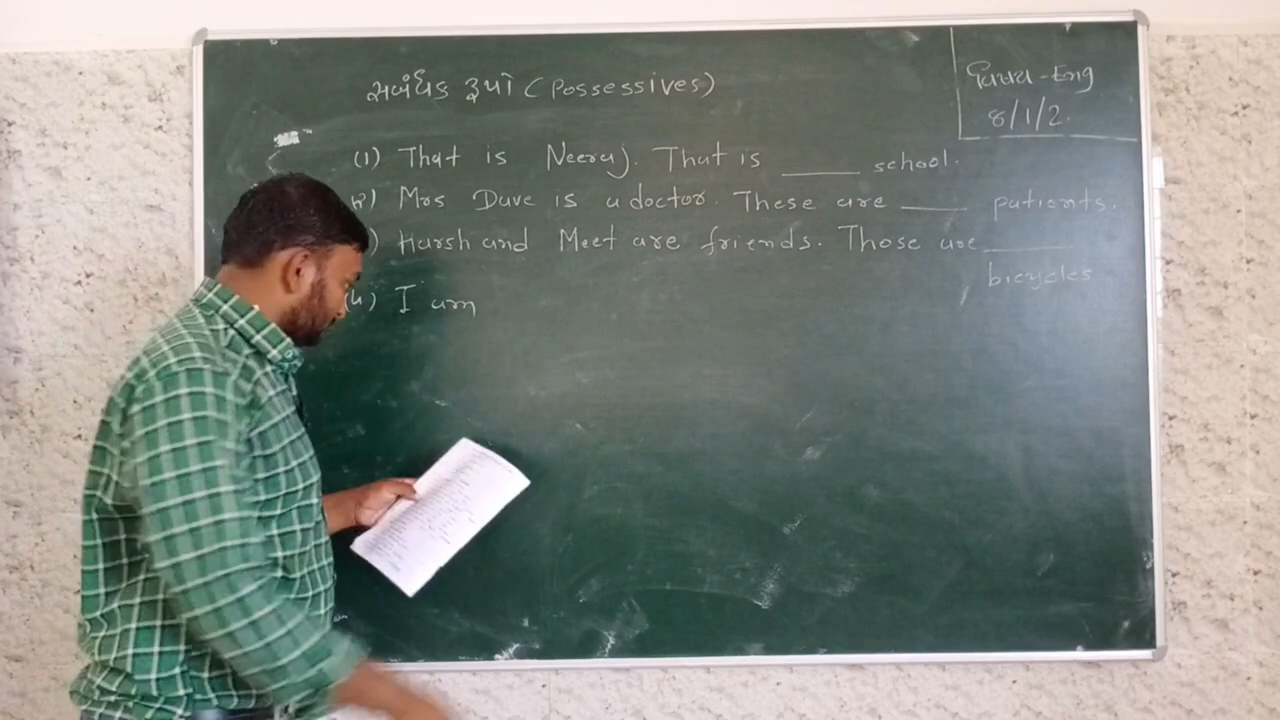 સબંધક રૂપો (Possessives)
વિષય - Eng
8/1/2.
(1) That is Neeraj. That is ____ school.
(2) Mrs Dave is a doctor. These are ____ patients.
) Harsh and Meet are friends. Those are ____
bicycles
(4) I am